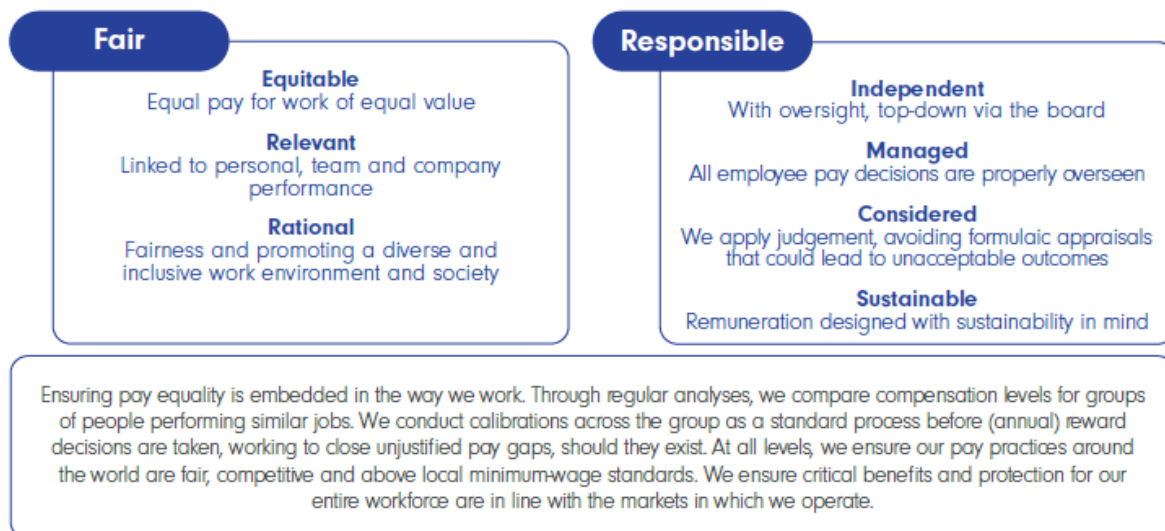 Fair
Equitable
Equal pay for work of equal value
Relevant
Linked to personal, team and company
performance
Rational
Fairness and promoting a diverse and
inclusive work environment and society
Responsible
Independent
With oversight, top-down via the board
Managed
All employee pay decisions are properly overseen
Considered
We apply judgement, avoiding formulaic appraisals
that could lead to unacceptable outcomes
Sustainable
Remuneration designed with sustainability in mind
Ensuring pay equality is embedded in the way we work. Through regular analyses, we compare compensation levels for groups
of people performing similar jobs. We conduct calibrations across the group as a standard process before (annual) reward
decisions are taken, working to close unjustified pay gaps, should they exist. At all levels, we ensure our pay practices around
the world are fair, competitive and above local minimum-wage standards. We ensure critical benefits and protection for our
entire workforce are in line with the markets in which we operate.